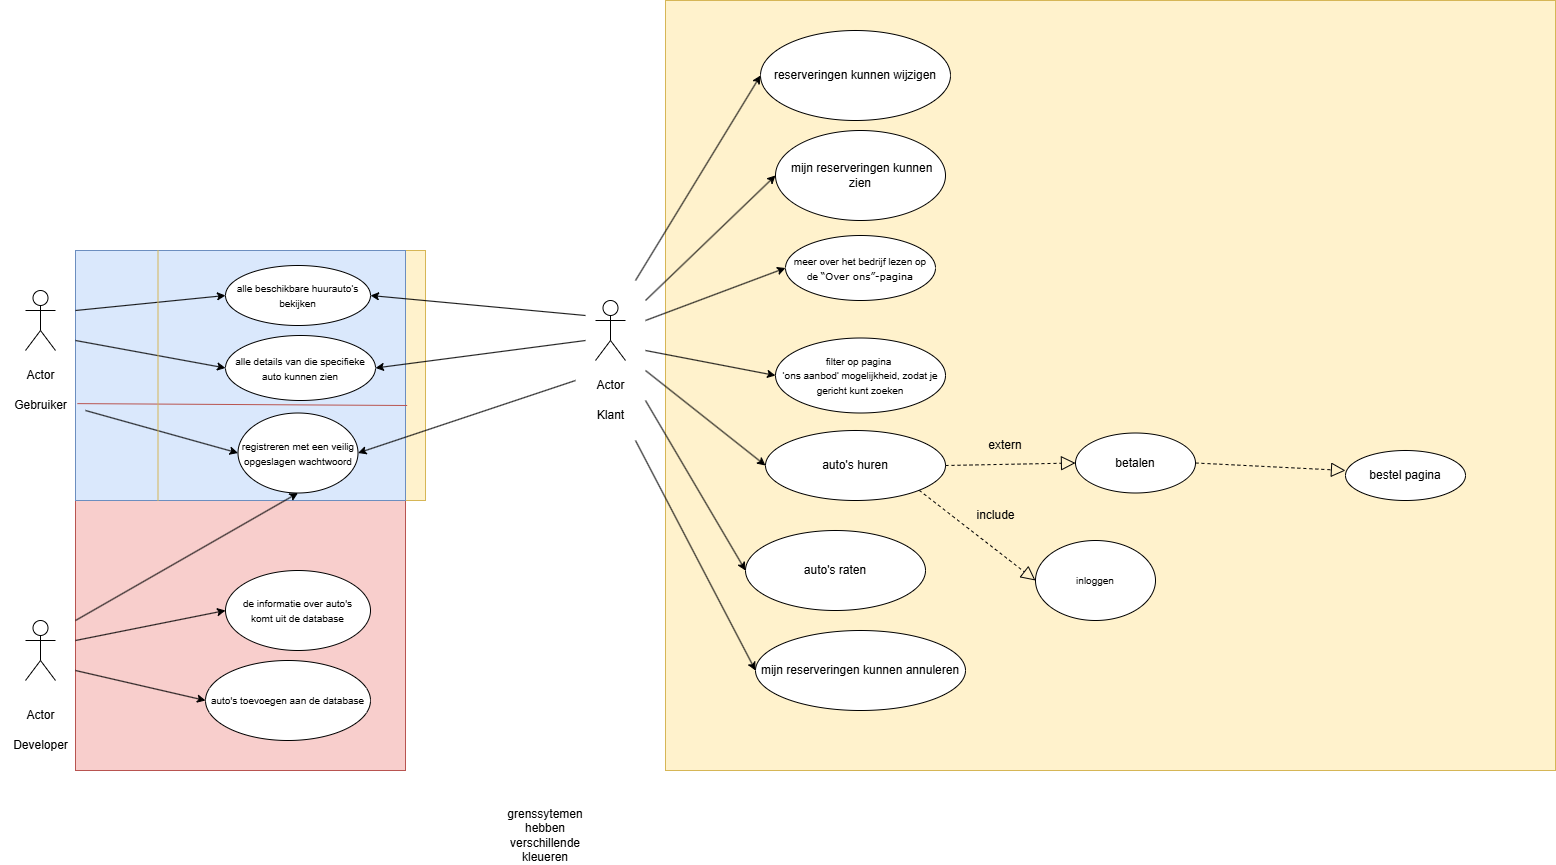 reserveringen kunnen wijzigen
mijn reserveringen kunnen
zien
meer over het bedrijf lezen op
de “Over ons”-pagina
alle beschikbare huurauto's
bekijken
alle details van die specifieke
auto kunnen zien
Actor
Gebruiker
Actor
Klant
filter op pagina
'ons aanbod' mogelijkheid, zodat je
gericht kunt zoeken
registreren met een veilig
opgeslagen wachtwoord
auto's huren
extern
betalen
bestel pagina
include
inloggen
auto's raten
de informatie over auto's
komt uit de database
mijn reserveringen kunnen annuleren
auto's toevoegen aan de database
Actor
Developer
grenssytemen
hebben
verschillende
kleueren